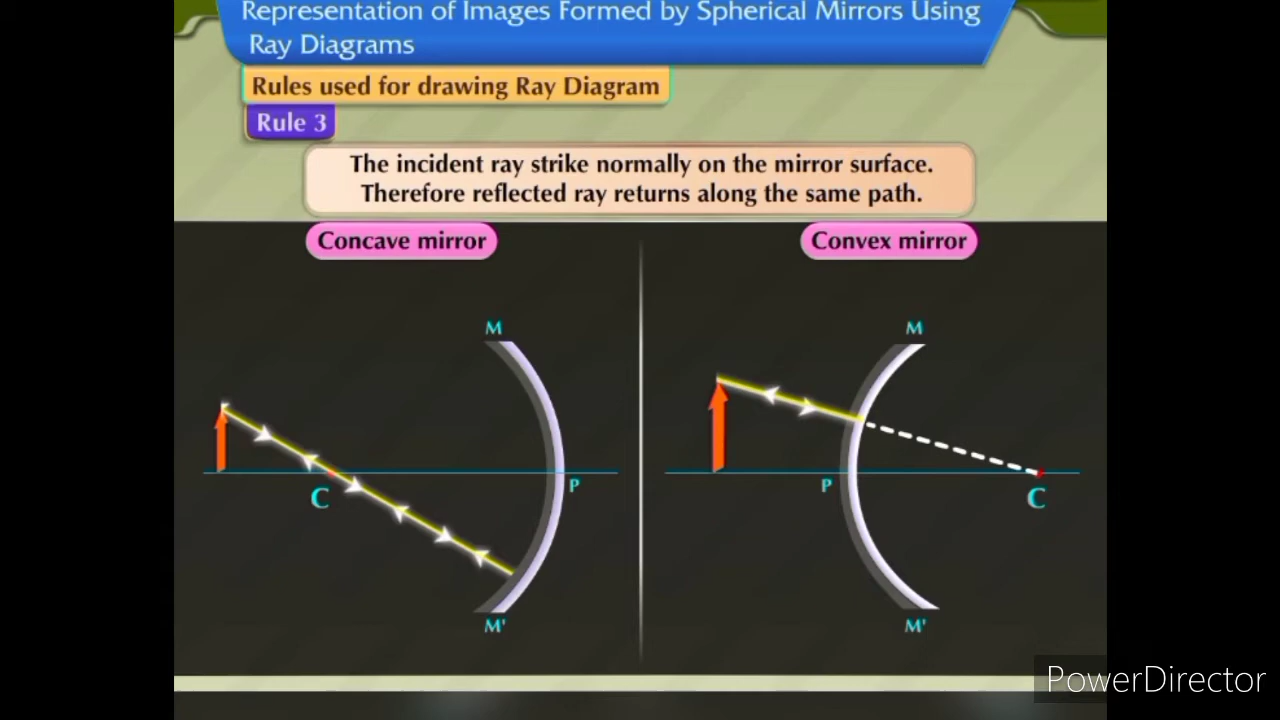 Representation of Images Formed by Spherical Mirrors Using
Ray Diagrams
Rules used for drawing Ray Diagram
Rule 3
The incident ray strike normally on the mirror surface.
Therefore reflected ray returns along the same path.
Concave mirror
Convex mirror
M
C
P
M'
M
P
C
M'
PowerDirector